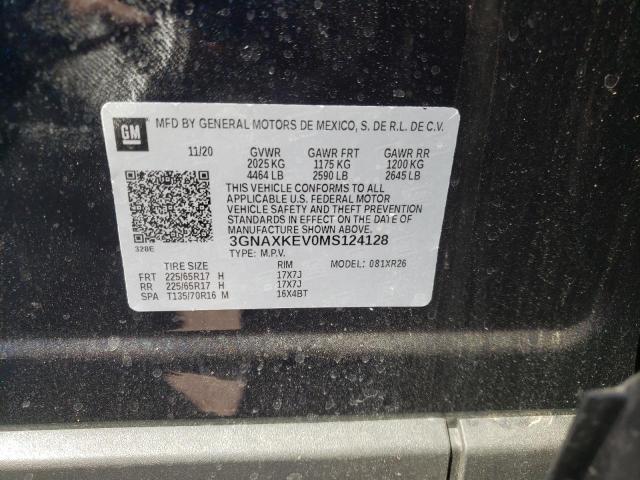 GM MFD BY GENERAL MOTORS DE MEXICO, S. DE R.L. DE C.V.
11/20 GVWR GAWR FRT GAWR RR
2025 KG 1175 KG 1200 KG
4464 LB 2590 LB 2645 LB
THIS VEHICLE CONFORMS TO ALL
APPLICABLE U.S. FEDERAL MOTOR
VEHICLE SAFETY AND THEFT PREVENTION
STANDARDS IN EFFECT ON THE DATE OF
MANUFACTURE SHOWN ABOVE.
3GNAXKEV0MS124128
328E TYPE: M.P.V.
TIRE SIZE RIM MODEL: 081XR26
FRT 225/65R17 H 17X7J
RR 225/65R17 H 17X7J
SPA T135/70R16 M 16X4BT